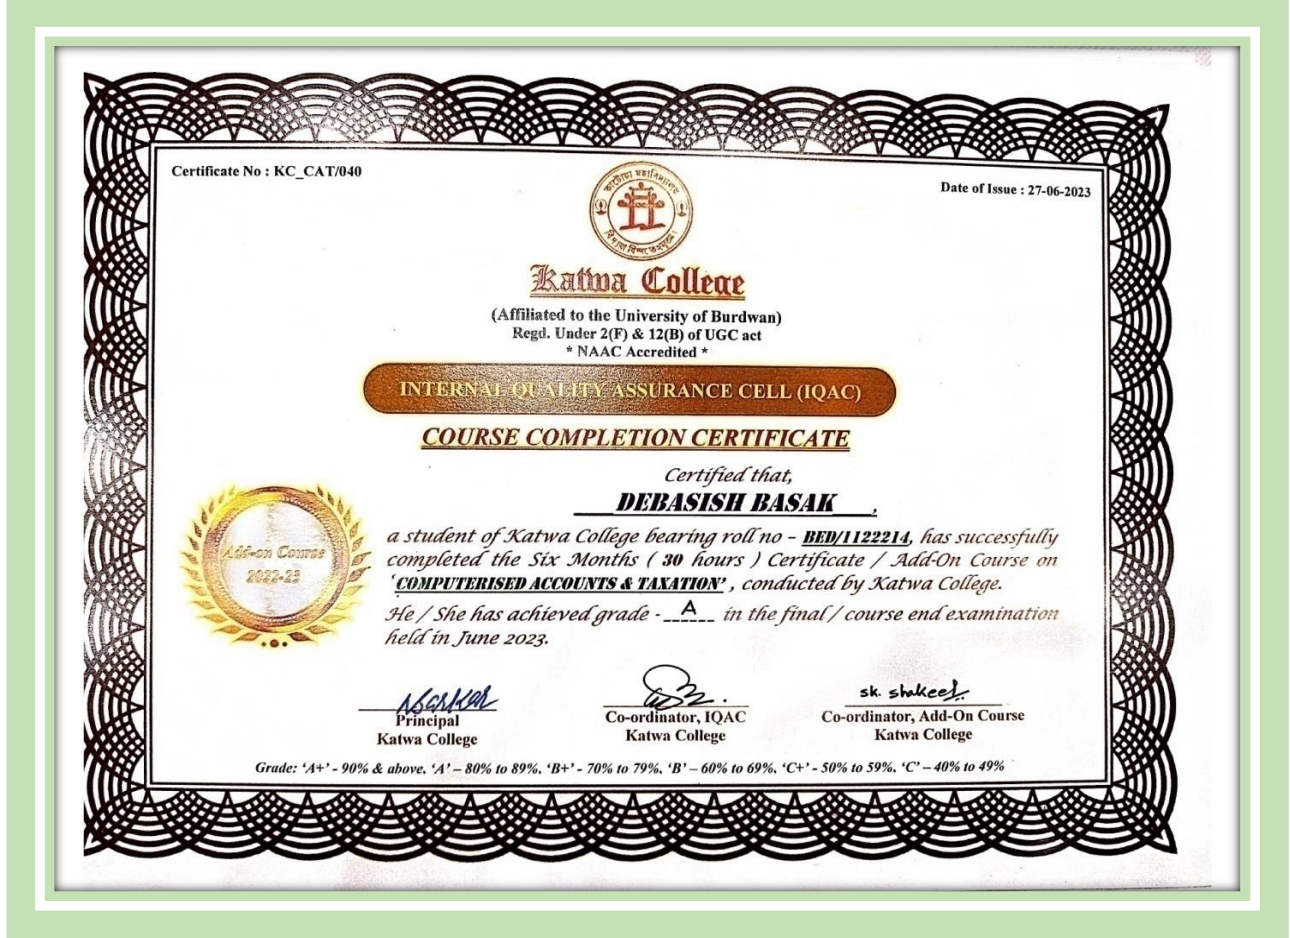 Certificate No : KC_CAT/040
Date of Issue : 27-06-2023
কাটোয়া মহাবিদ্যালয়
Katwa College
(Affiliated to the University of Burdwan)
Regd. Under 2(F) & 12(B) of UGC act
* NAAC Accredited *
INTERNAL QUALITY ASSURANCE CELL (IQAC)
COURSE COMPLETION CERTIFICATE
Certified that,
DEBASISH BASAK ,
a student of Katwa College bearing roll no – BED/1122214, has successfully
completed the Six Months ( 30 hours ) Certificate / Add-On Course on
‘COMPUTERISED ACCOUNTS & TAXATION’ , conducted by Katwa College.
He / She has achieved grade - A in the final / course end examination
held in June 2023.
Add-on Course
2022-23
NSarkar
sk. shakeel
Principal
Katwa College
Co-ordinator, IQAC
Katwa College
Co-ordinator, Add-On Course
Katwa College
Grade: ‘A+’ - 90% & above, ‘A’ – 80% to 89%, ‘B+’ - 70% to 79%, ‘B’ – 60% to 69%, ‘C+’ - 50% to 59%, ‘C’ – 40% to 49%